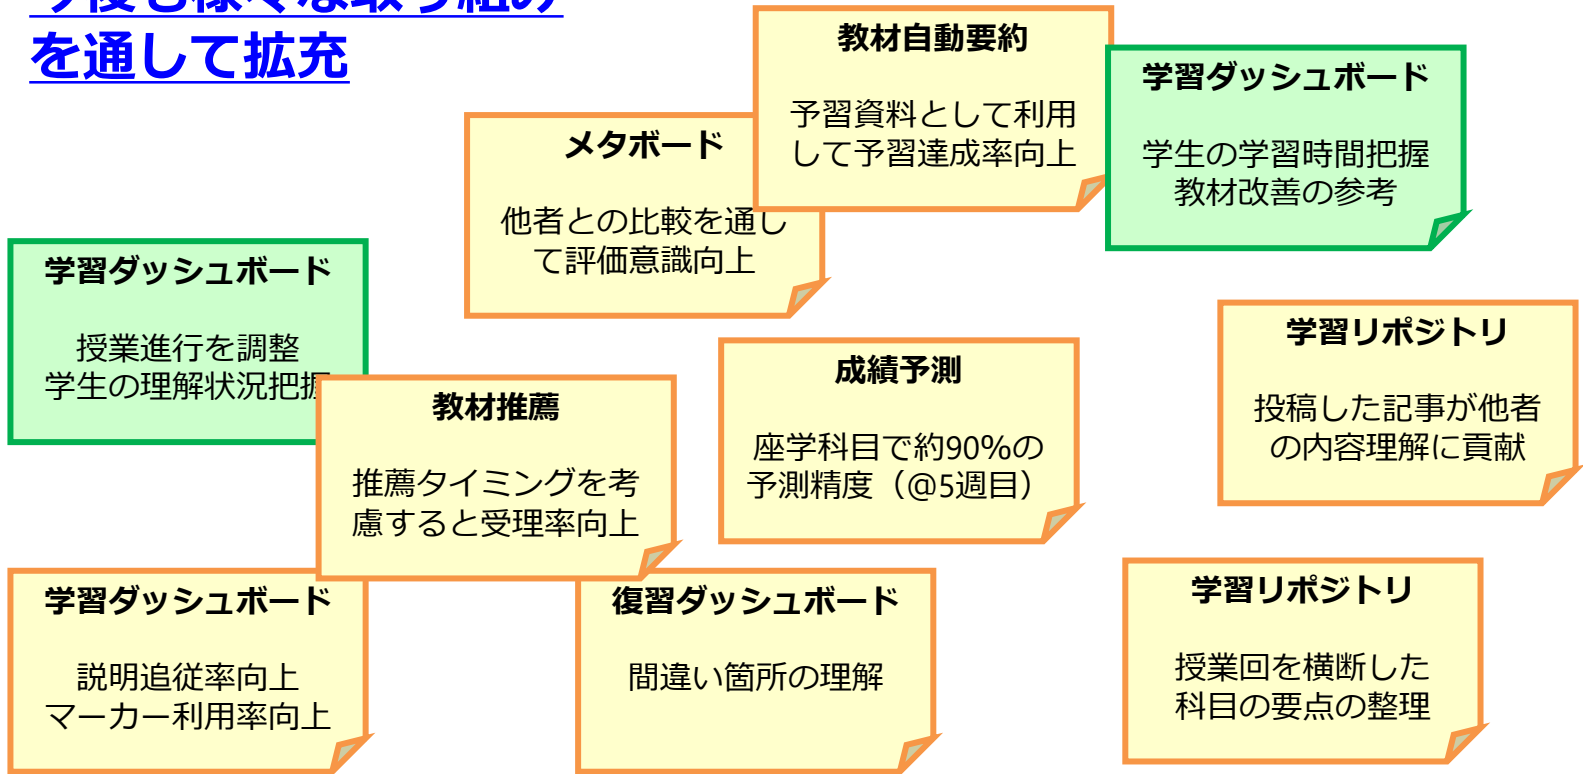 今後も様々な取り組み
を通して拡充
教材自動要約
予習資料として利用
して予習達成率向上
学習ダッシュボード
学生の学習時間把握
教材改善の参考
メタボード
他者との比較を通し
て評価意識向上
学習ダッシュボード
授業進行を調整
学生の理解状況把握
学習リポジトリ
投稿した記事が他者
の内容理解に貢献
成績予測
座学科目で約90%の
予測精度（@5週目）
教材推薦
推薦タイミングを考
慮すると受理率向上
学習ダッシュボード
説明追従率向上
マーカー利用率向上
復習ダッシュボード
間違い箇所の理解
学習リポジトリ
授業回を横断した
科目の要点の整理